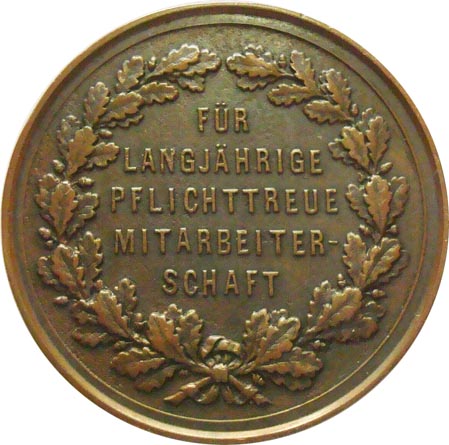 FÜR
LANGJÄHRIGE
PFLICHTTREUE
MITARBEITER-
SCHAFT